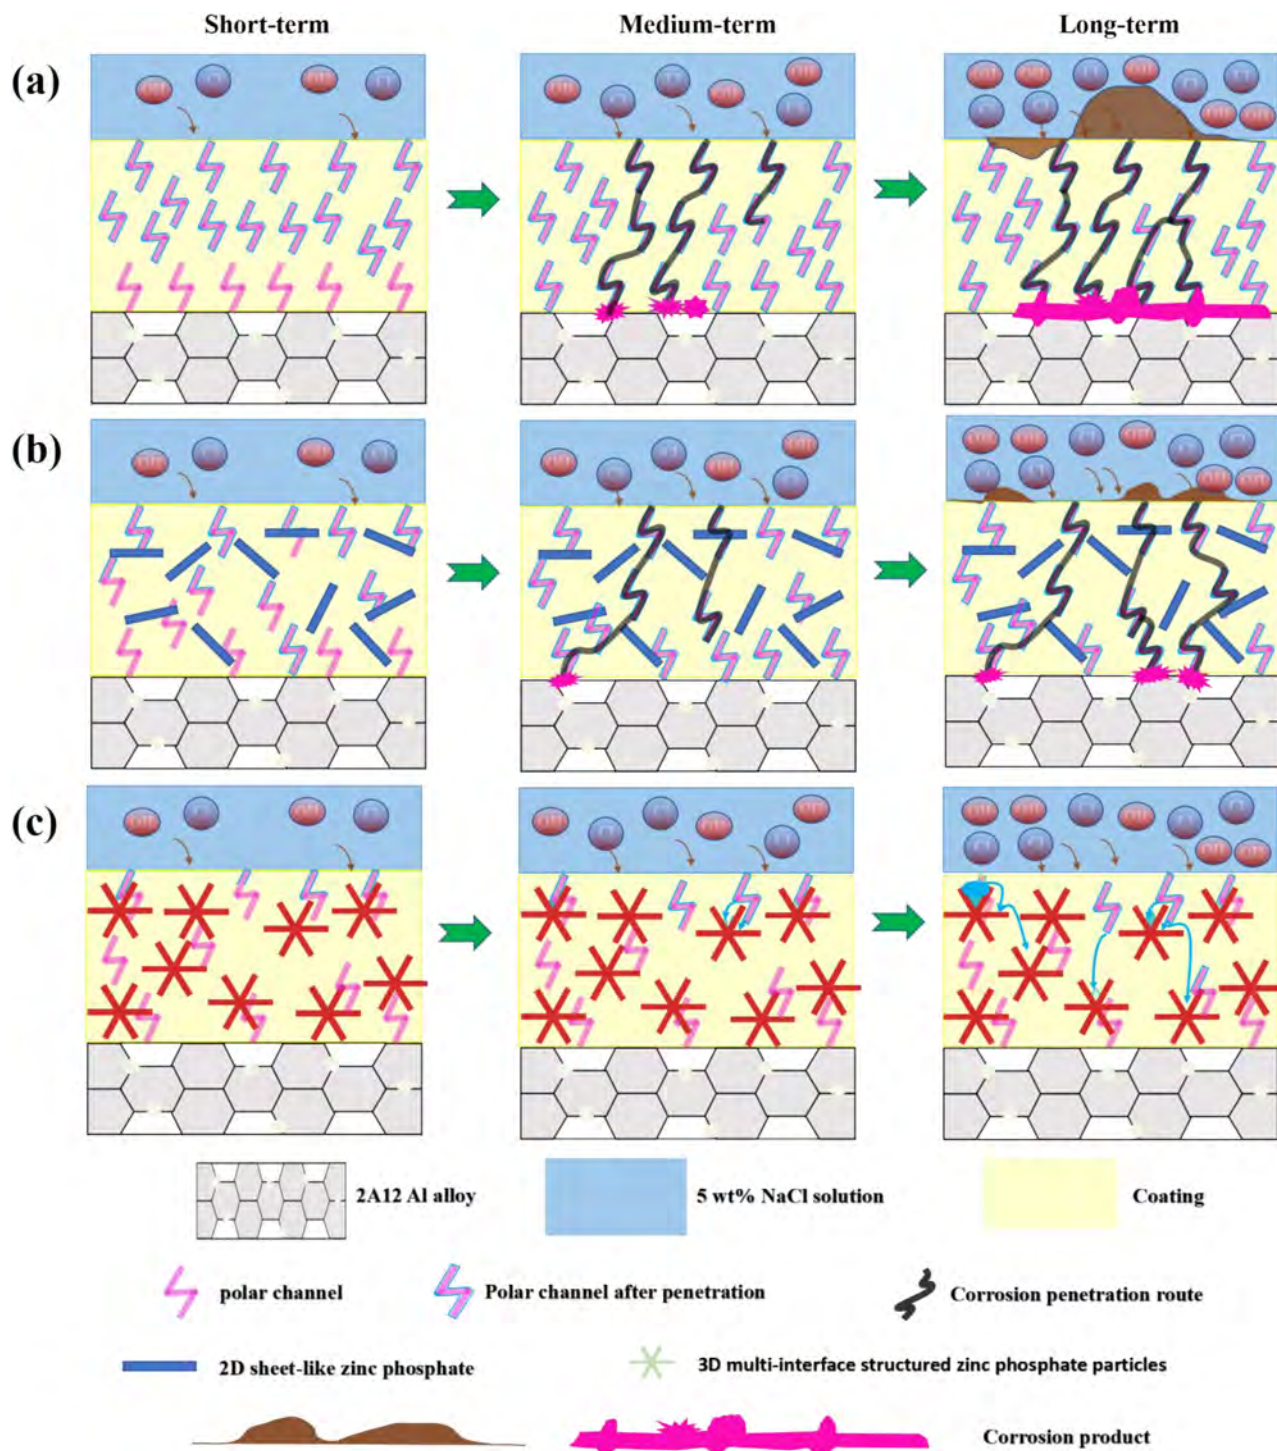 Short-term
Medium-term
Long-term
(a)
(b)
(c)
2A12 Al alloy
5 wt% NaCl solution
Coating
polar channel
Polar channel after penetration
Corrosion penetration route
2D sheet-like zinc phosphate
3D multi-interface structured zinc phosphate particles
Corrosion product